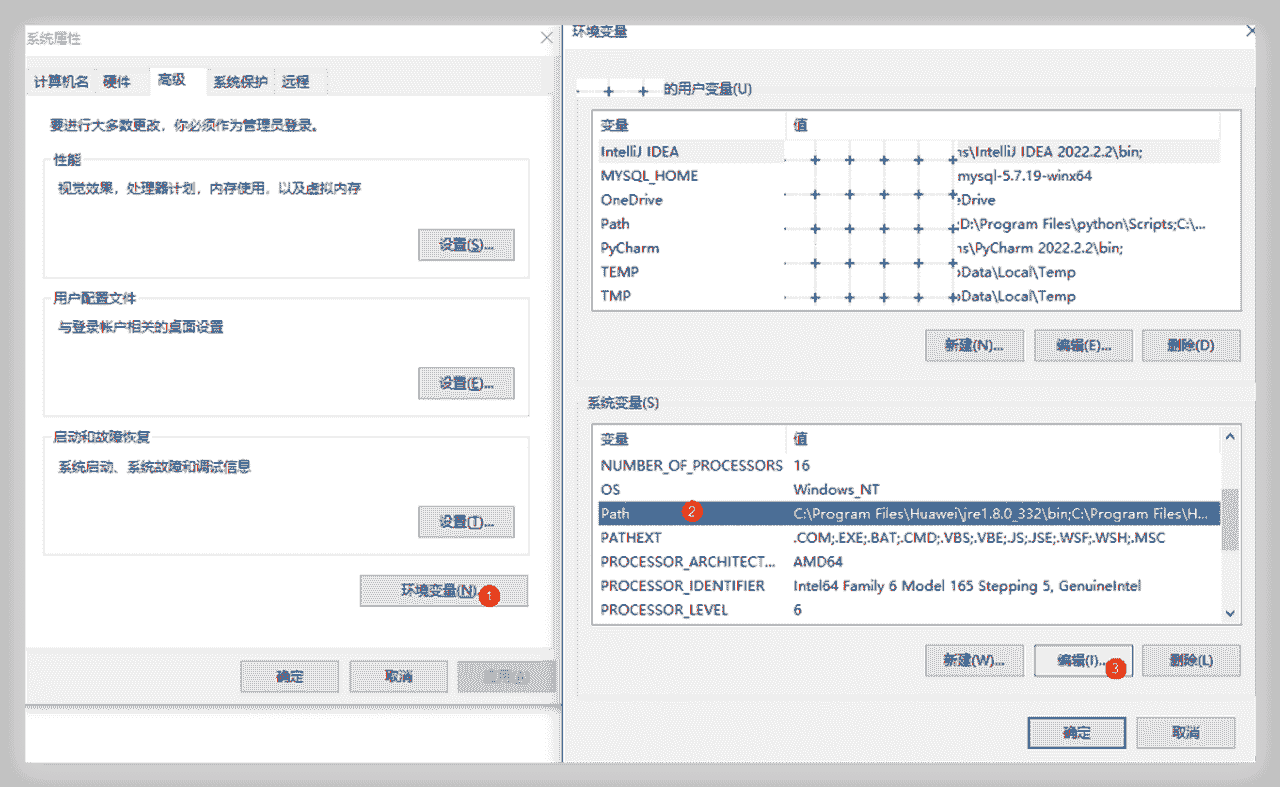 系统属性
计算机名 硬件 高级 系统保护 远程
要进行大多数更改，你必须作为管理员登录。
性能
视觉效果，处理器计划，内存使用，以及虚拟内存
设置(S)...
用户配置文件
与登录帐户相关的桌面设置
设置(E)...
启动和故障恢复
系统启动、系统故障和调试信息
设置(T)...
环境变量(N)... 1
确定 取消
环境变量
的用户变量(U)
变量 值
IntelliJ IDEA ns\IntelliJ IDEA 2022.2.2\bin;
MYSQL_HOME mysql-5.7.19-winx64
OneDrive eDrive
Path D:\Program Files\python\Scripts;C:\...
PyCharm ns\PyCharm 2022.2.2\bin;
TEMP Data\Local\Temp
TMP Data\Local\Temp
新建(N)... 编辑(E)... 删除(D)
系统变量(S)
变量 值
NUMBER_OF_PROCESSORS 16
OS Windows_NT
Path 2 C:\Program Files\Huawei\jre1.8.0_332\bin;C:\Program Files\H...
PATHEXT .COM;.EXE;.BAT;.CMD;.VBS;.VBE;.JS;.JSE;.WSF;.WSH;.MSC
PROCESSOR_ARCHITECT... AMD64
PROCESSOR_IDENTIFIER Intel64 Family 6 Model 165 Stepping 5, GenuineIntel
PROCESSOR_LEVEL 6
新建(W)... 编辑(I)... 3 删除(L)
确定 取消